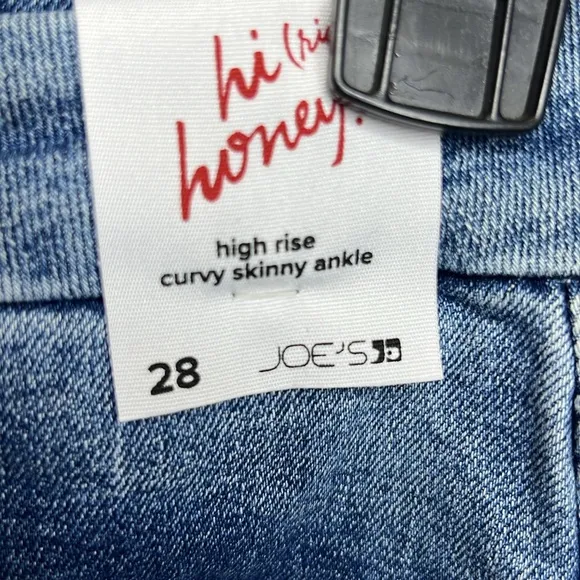 hi
honey!
high rise
curvy skinny ankle
28 JOE'S